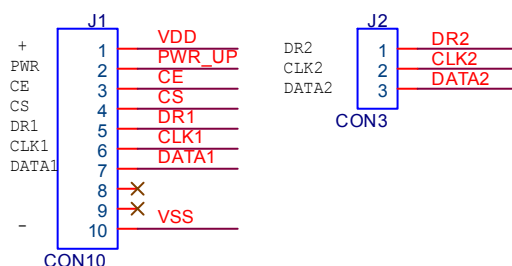 J1
+ 1 VDD
PWR 2 PWR_UP
CE 3 CE
CS 4 CS
DR1 5 DR1
CLK1 6 CLK1
DATA1 7 DATA1
8
9
- 10 VSS
CON10
J2
DR2 1 DR2
CLK2 2 CLK2
DATA2 3 DATA2
CON3